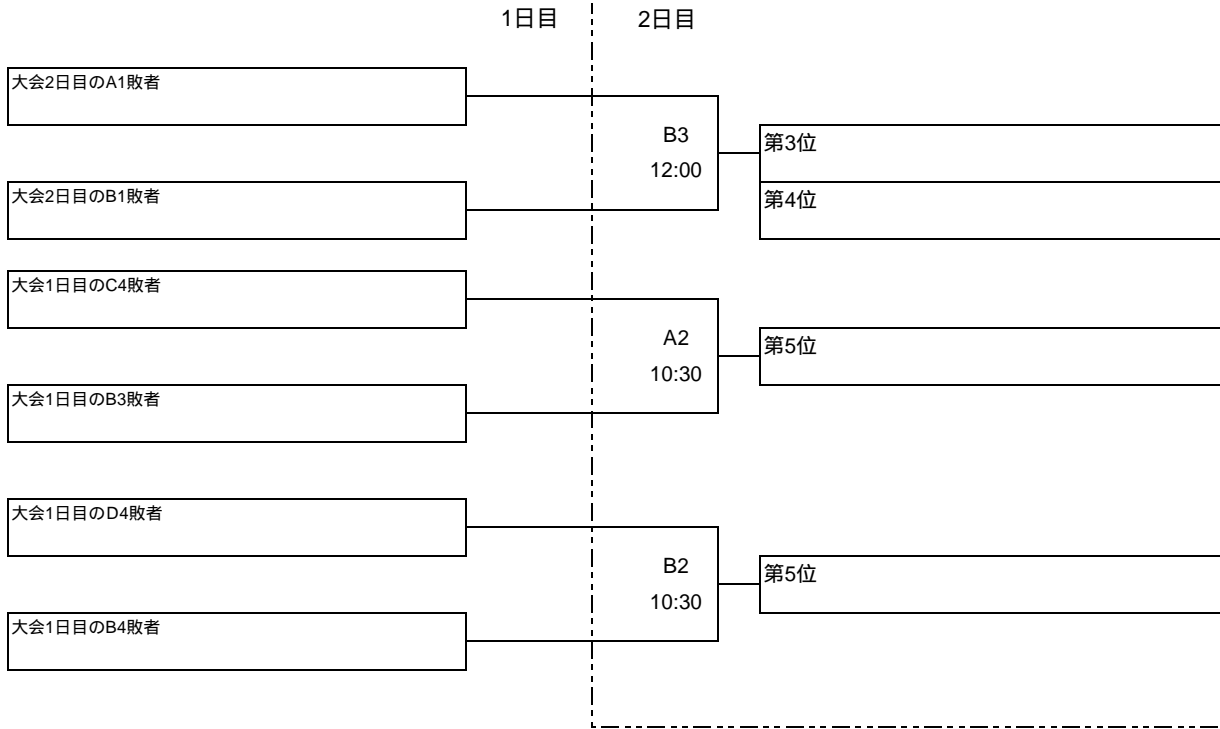 1日目 2日目
大会2日目のA1敗者
B3
12:00
第3位
大会2日目のB1敗者
第4位
大会1日目のC4敗者
A2
10:30
第5位
大会1日目のB3敗者
大会1日目のD4敗者
B2
10:30
第5位
大会1日目のB4敗者